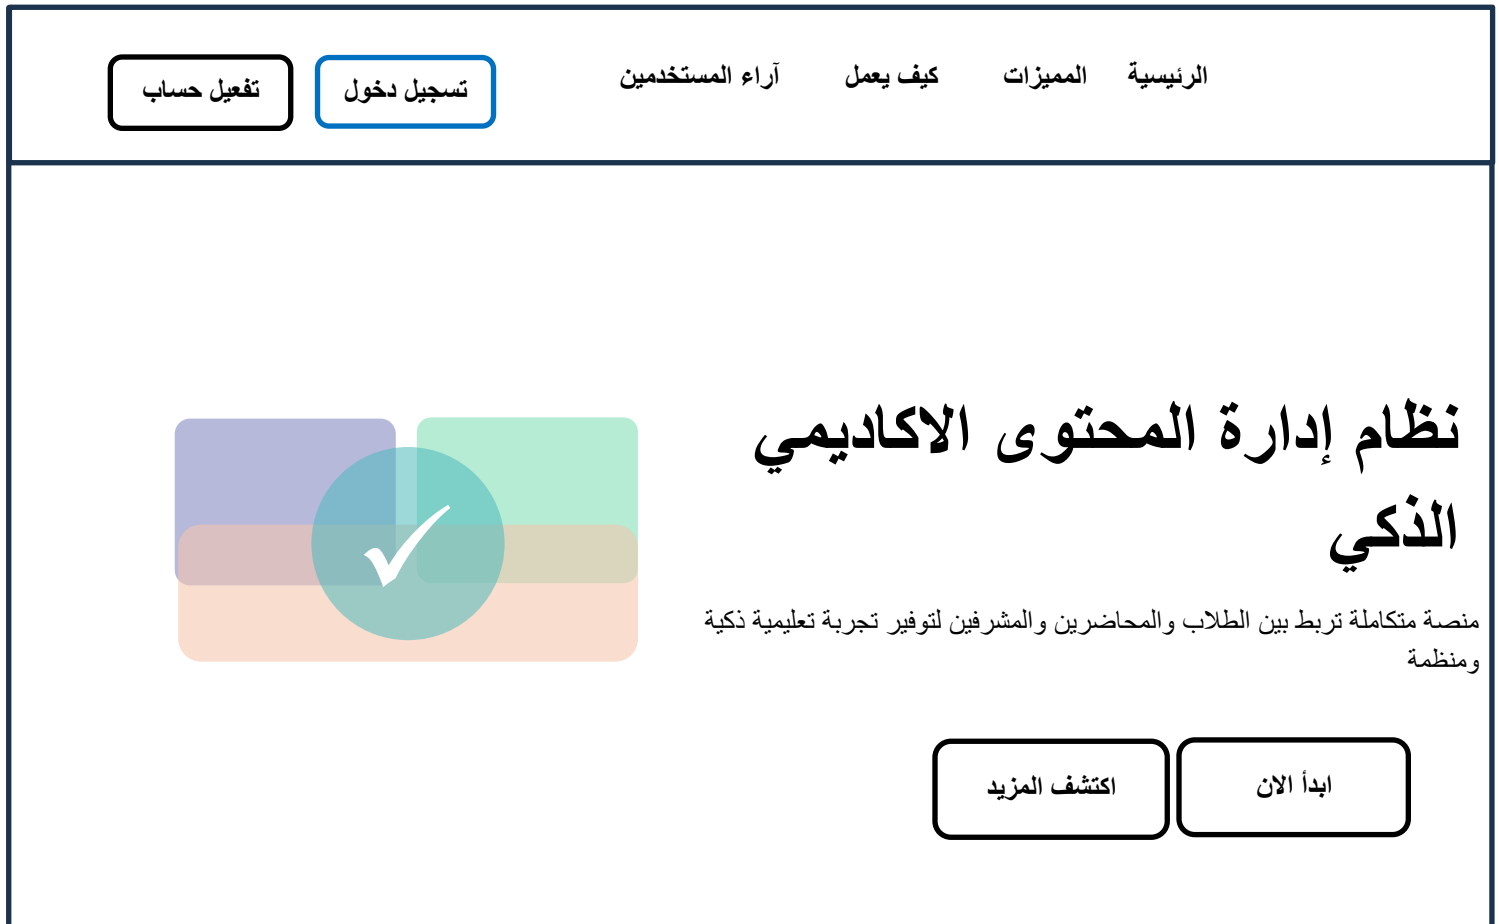 الرئيسية
المميزات
كيف يعمل
آراء المستخدمين
تسجيل دخول
تفعيل حساب
نظام إدارة المحتوى الاكاديمي
الذكي
منصة متكاملة تربط بين الطلاب والمحاضرين والمشرفين لتوفير تجربة تعليمية ذكية
ومنظمة
ابدأ الان
اكتشف المزيد